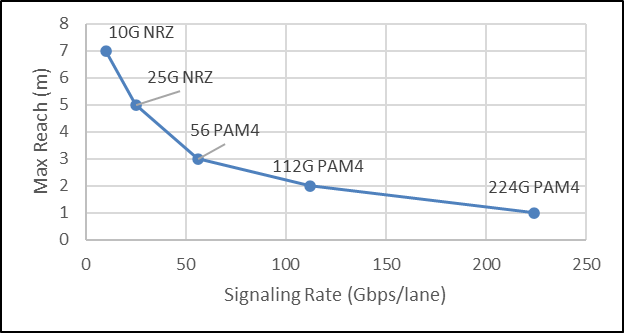 8
7
6
5
4
3
2
1
0
Max Reach (m)
10G NRZ
25G NRZ
56 PAM4
112G PAM4
224G PAM4
0 50 100 150 200 250
Signaling Rate (Gbps/lane)